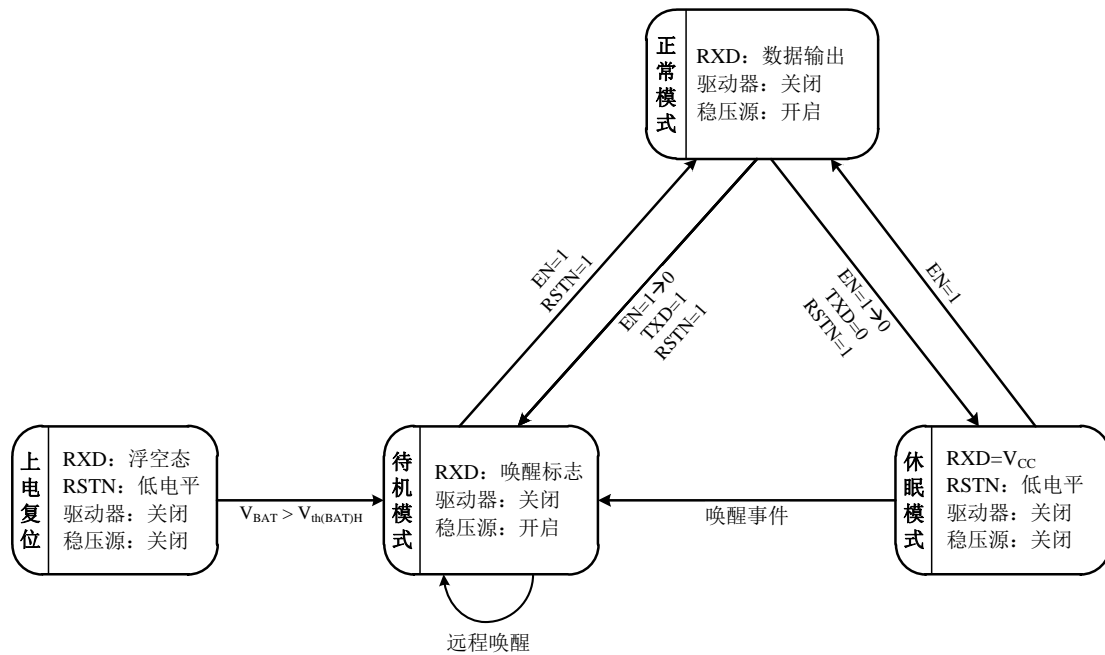 正常模式
RXD：数据输出
驱动器：关闭
稳压源：开启
EN=1
RSTN=1
EN=1→0
TXD=1
RSTN=1
EN=1→0
TXD=0
RSTN=1
EN=1
上电复位
RXD：浮空态
RSTN：低电平
驱动器：关闭
稳压源：关闭
VBAT > Vth(BAT)H
待机模式
RXD：唤醒标志
驱动器：关闭
稳压源：开启
唤醒事件
休眠模式
RXD=VCC
RSTN：低电平
驱动器：关闭
稳压源：关闭
远程唤醒